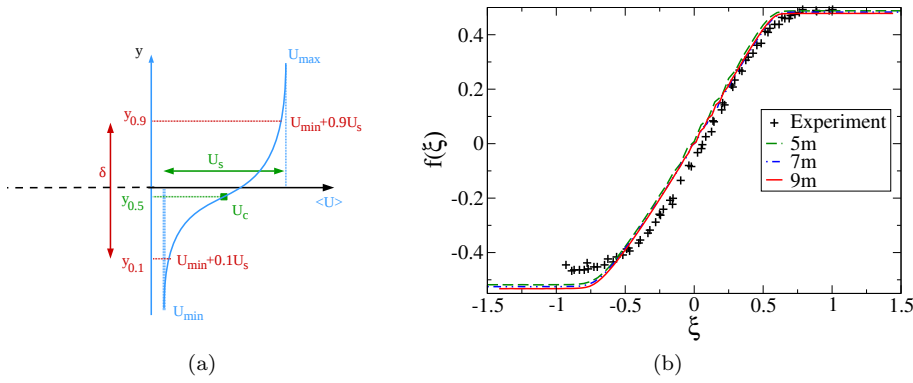 y
U_max
y_0.9
U_min+0.9U_s
δ
U_s
y_0.5
U_c
<U>
y_0.1
U_min+0.1U_s
U_min
(a)
f(ξ)
0.4
0.2
0
-0.2
-0.4
Experiment
5m
7m
9m
-1.5 -1 -0.5 0 0.5 1 1.5
ξ
(b)